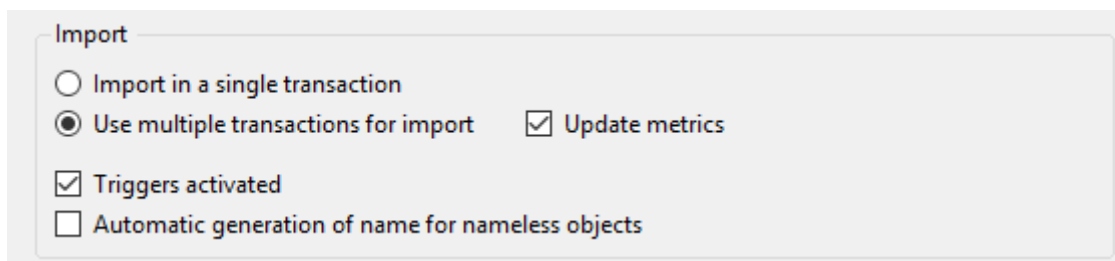 Import
Import in a single transaction
Use multiple transactions for import Update metrics
Triggers activated
Automatic generation of name for nameless objects